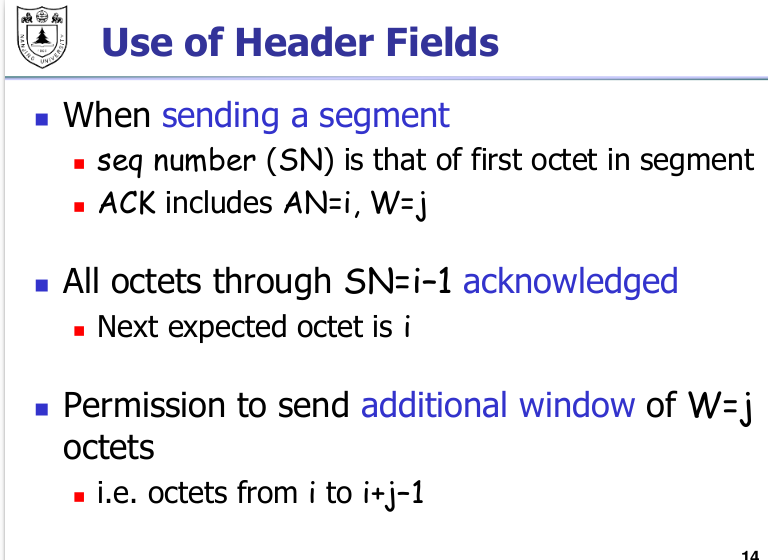 Use of Header Fields
When sending a segment
seq number (SN) is that of first octet in segment
ACK includes AN=i, W=j
All octets through SN=i-1 acknowledged
Next expected octet is i
Permission to send additional window of W=j
octets
i.e. octets from i to i+j-1
14